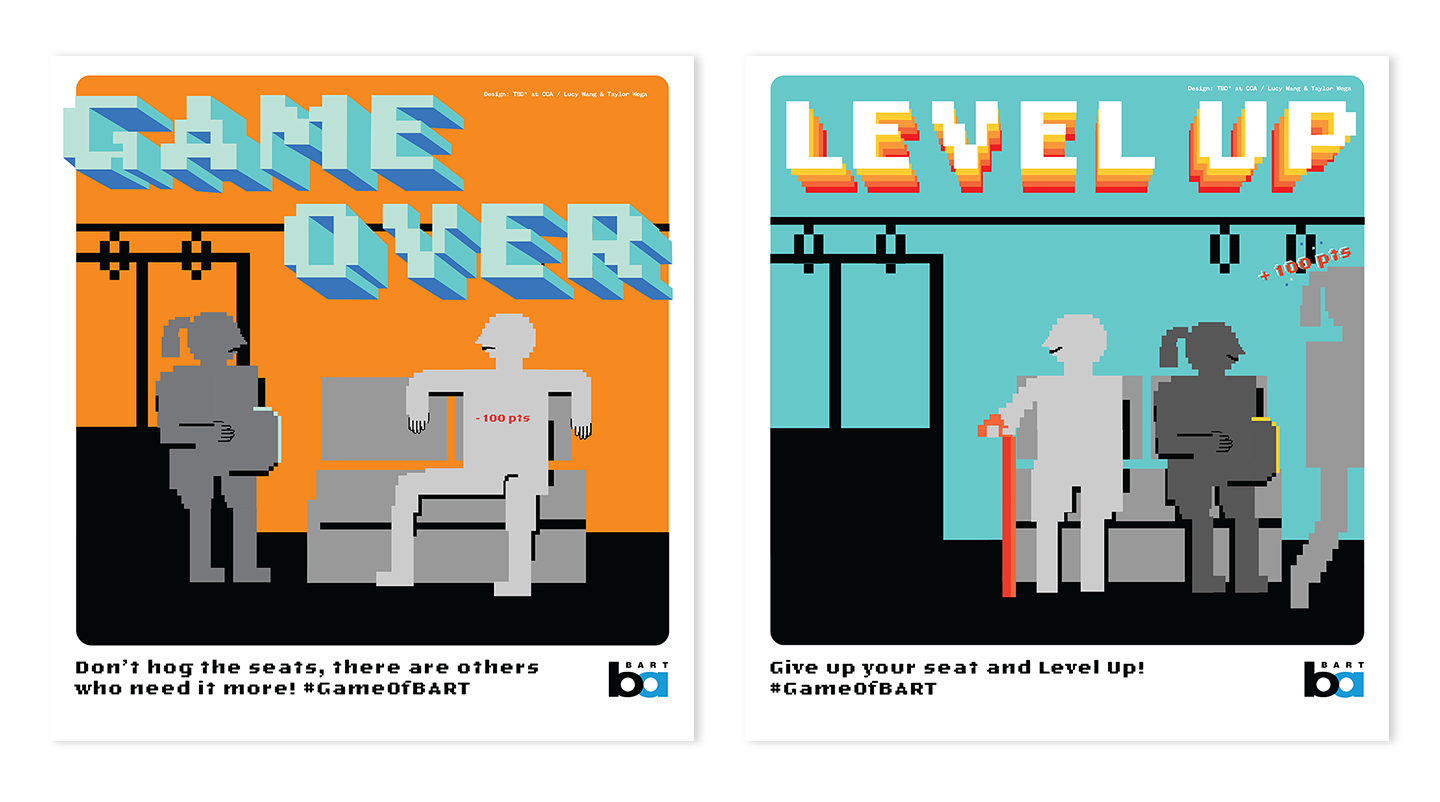 GAME
OVER
Design: TBD* at CCA / Lucy Wang & Taylor Wega
- 100 pts
Don't hog the seats, there are others
who need it more! #GameOfBART
BART
ba
LEVEL UP
Design: TBD* at CCA / Lucy Wang & Taylor Wega
+ 100 pts
Give up your seat and Level Up!
#GameOfBART
BART
ba